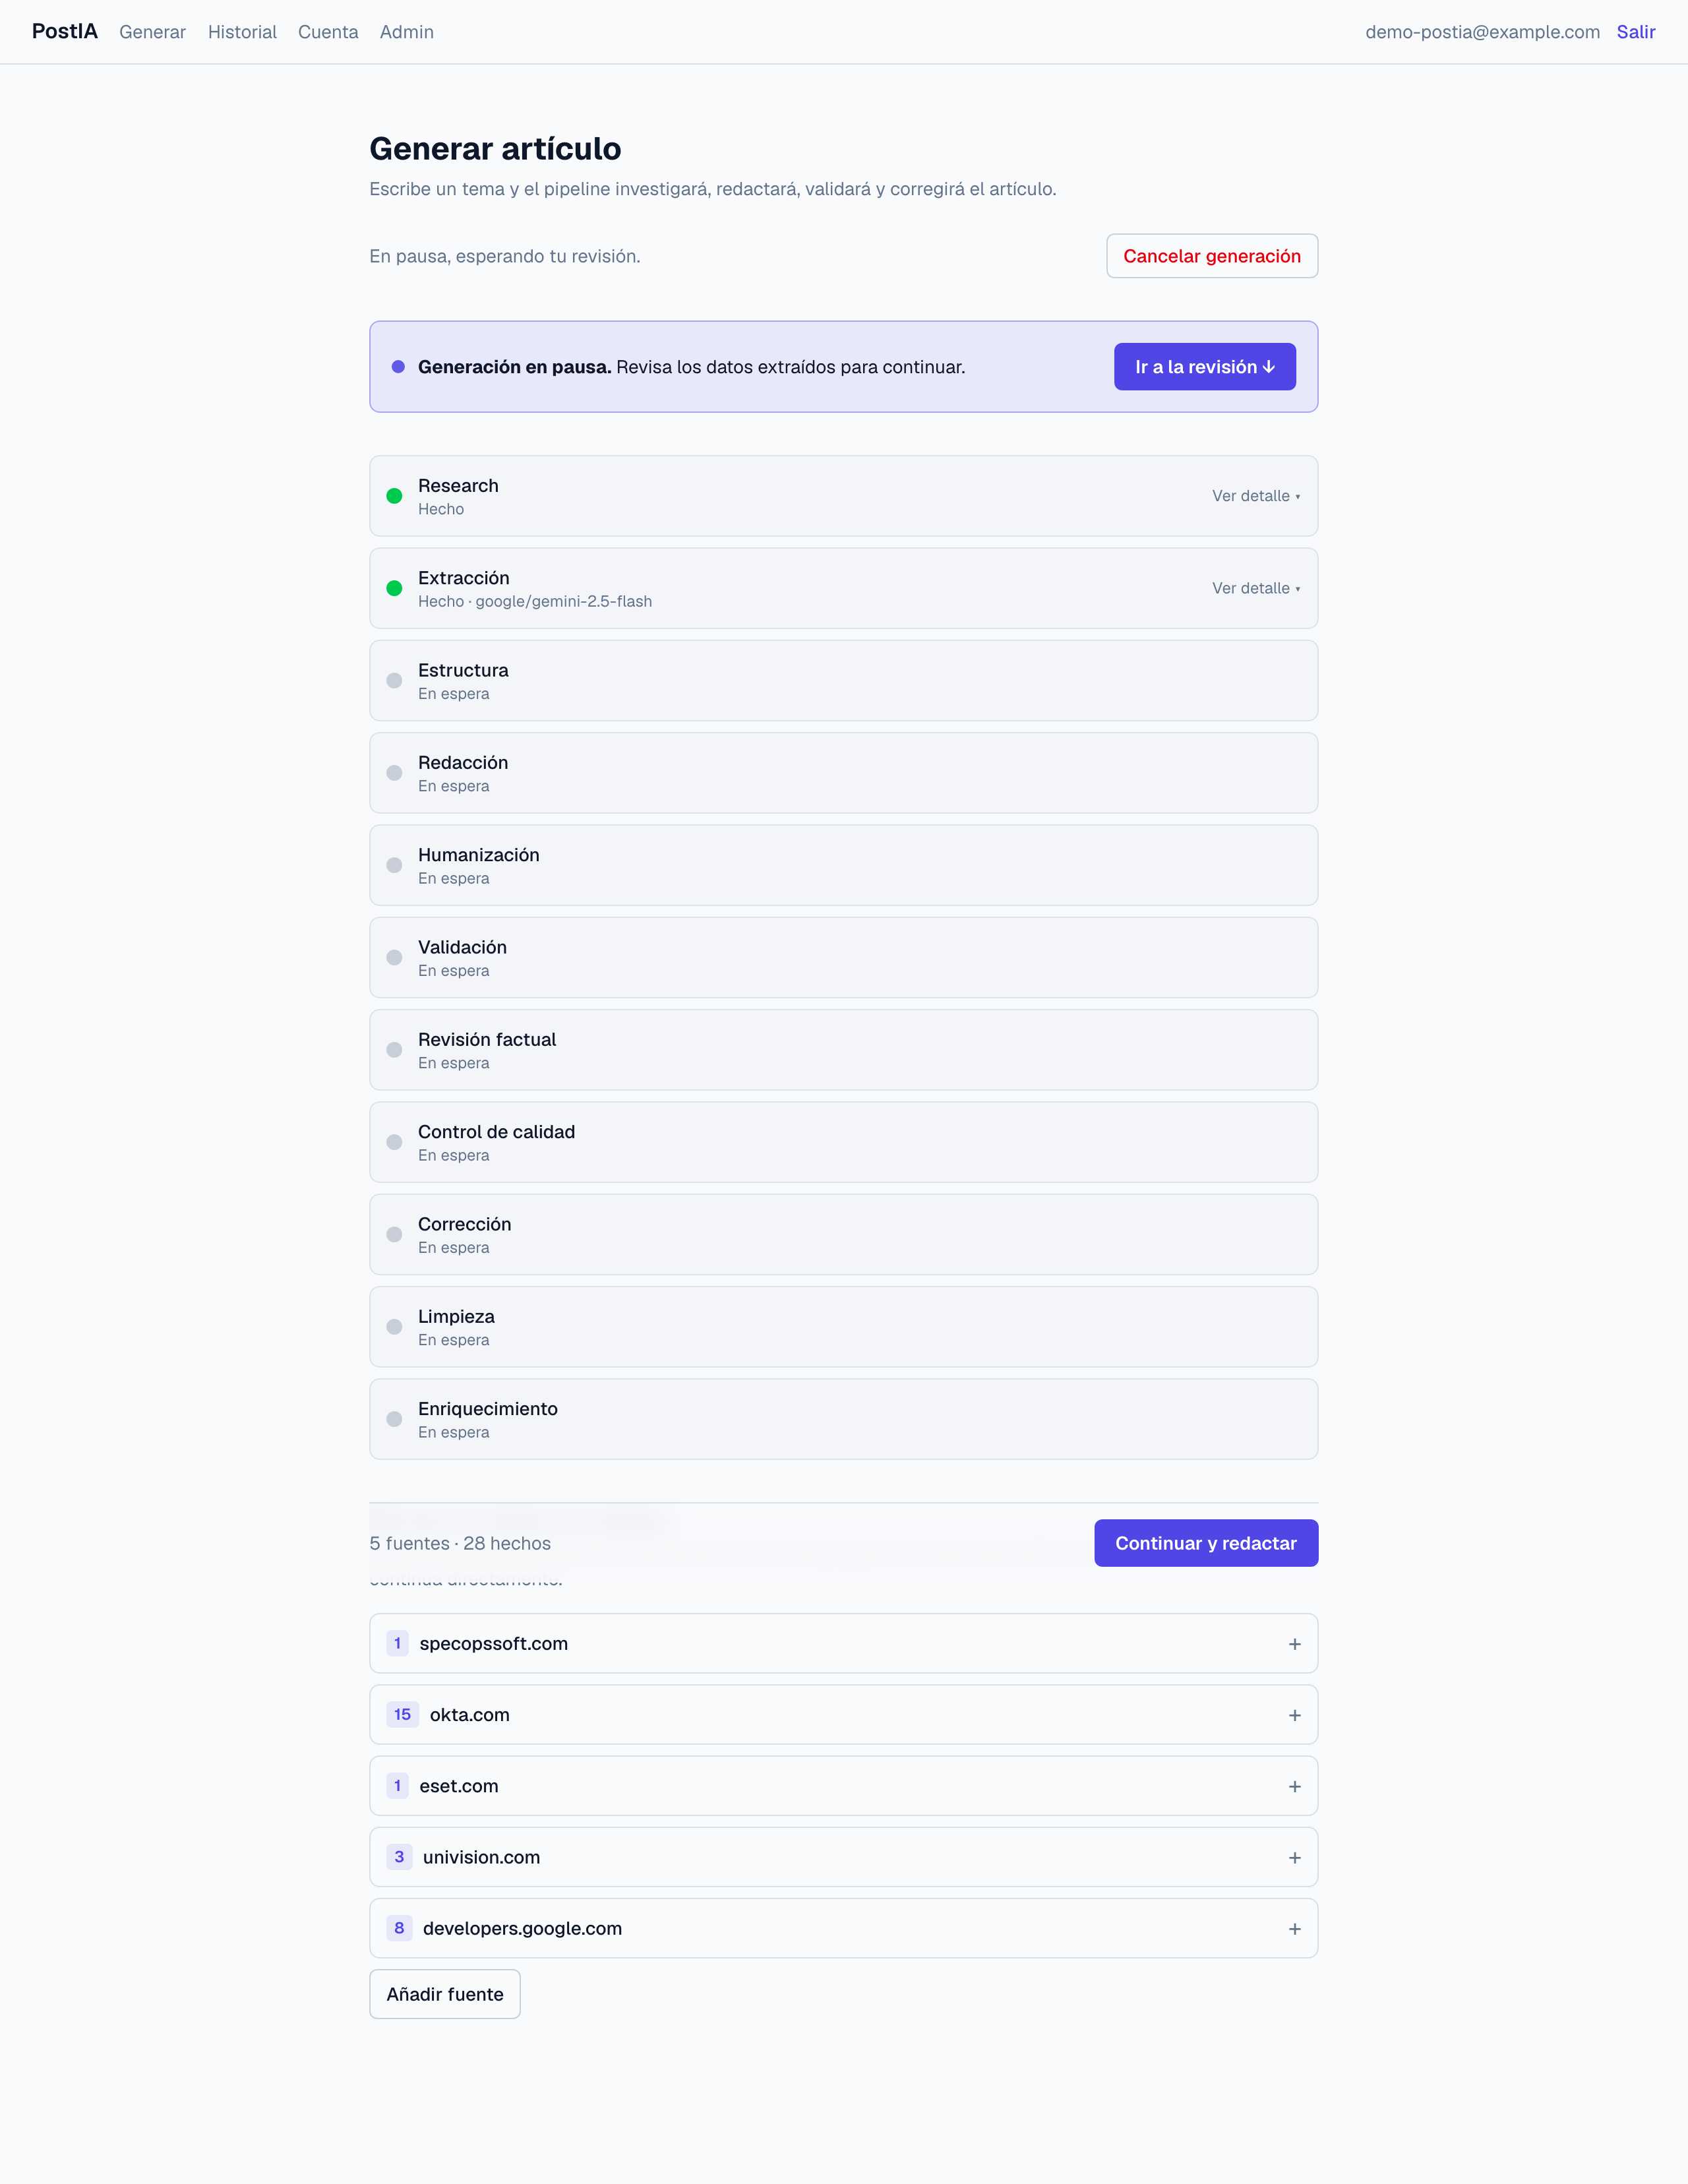 PostIA Generar Historial Cuenta Admin demo-postia@example.com Salir
Generar artículo
Escribe un tema y el pipeline investigará, redactará, validará y corregirá el artículo.
En pausa, esperando tu revisión. Cancelar generación
Generación en pausa. Revisa los datos extraídos para continuar. Ir a la revisión ↓
Research
Hecho
Ver detalle ▾
Extracción
Hecho · google/gemini-2.5-flash
Ver detalle ▾
Estructura
En espera
Redacción
En espera
Humanización
En espera
Validación
En espera
Revisión factual
En espera
Control de calidad
En espera
Corrección
En espera
Limpieza
En espera
Enriquecimiento
En espera
5 fuentes · 28 hechos Continuar y redactar
continúa directamente.
1 specopssoft.com +
15 okta.com +
1 eset.com +
3 univision.com +
8 developers.google.com +
Añadir fuente